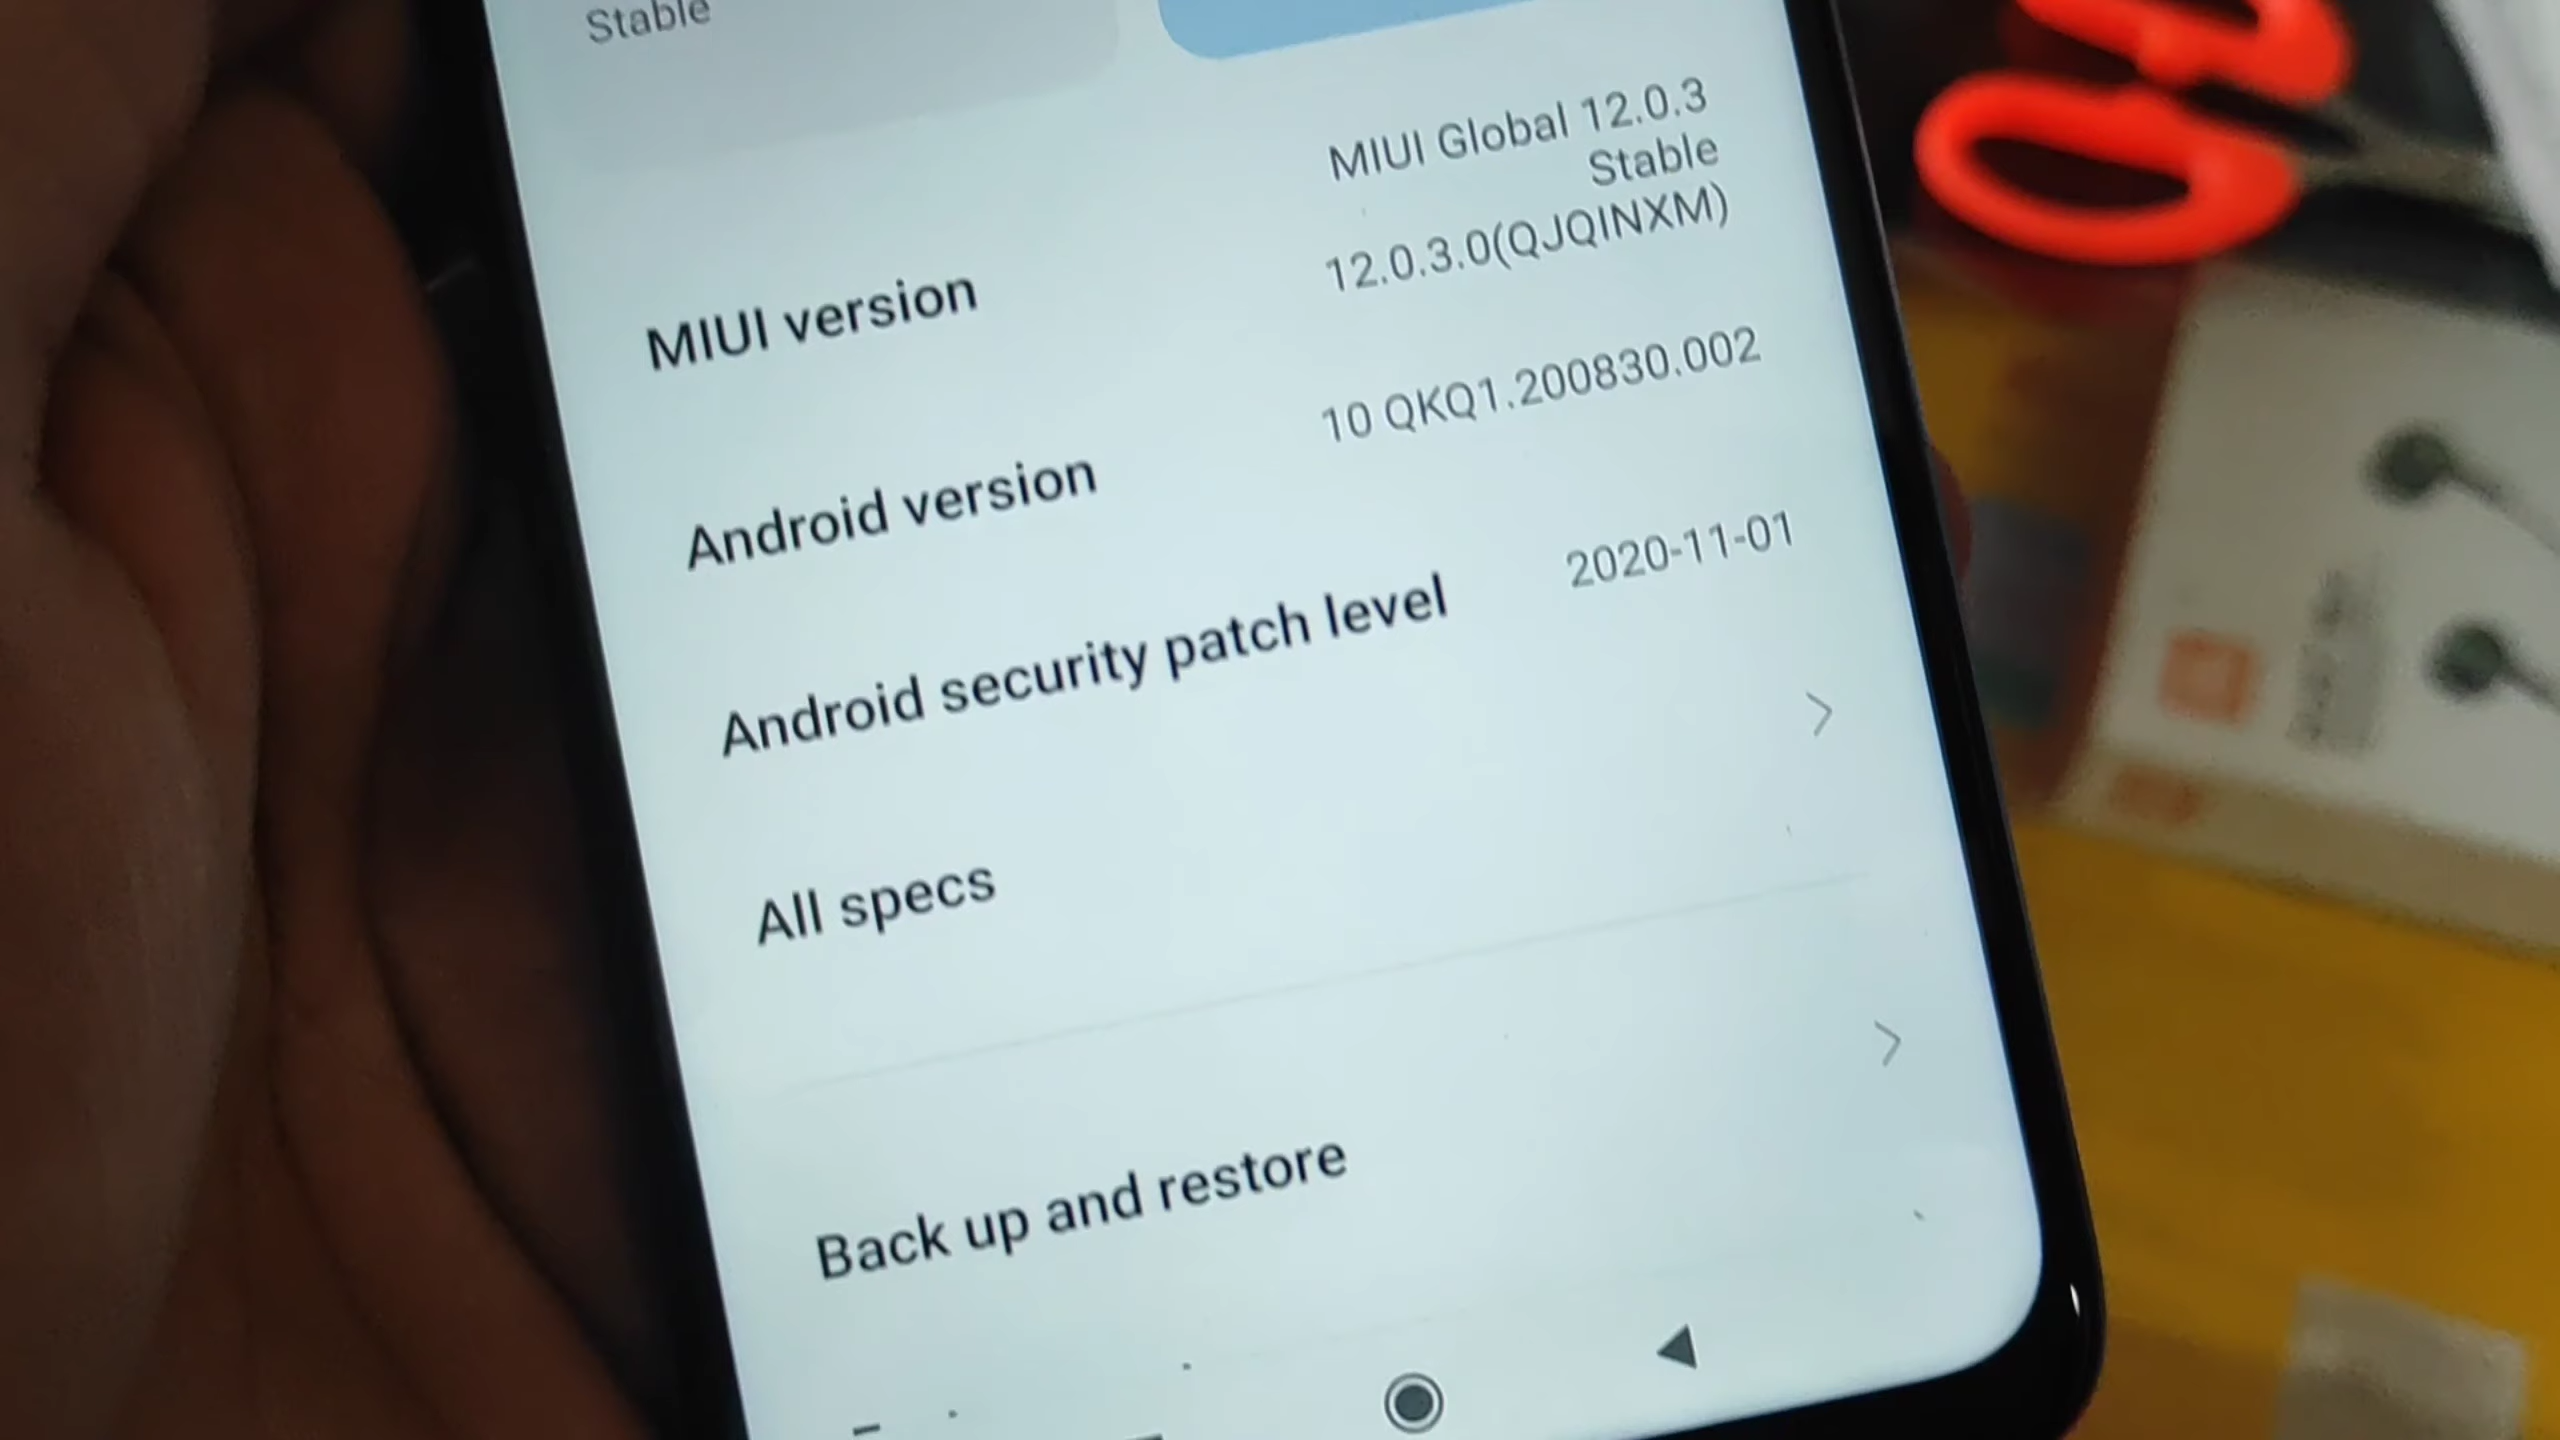 Stable
MIUI Global 12.0.3
Stable
MIUI version
12.0.3.0(QJQINXM)
Android version
10 QKQ1.200830.002
Android security patch level
2020-11-01
All specs
Back up and restore